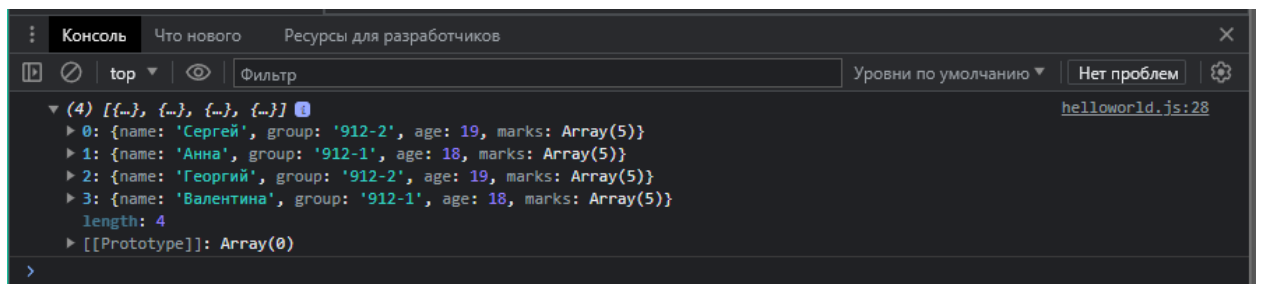 Консоль Что нового Ресурсы для разработчиков
top Фильтр Уровни по умолчанию Нет проблем
(4) [{…}, {…}, {…}, {…}] i helloworld.js:28
0: {name: 'Сергей', group: '912-2', age: 19, marks: Array(5)}
1: {name: 'Анна', group: '912-1', age: 18, marks: Array(5)}
2: {name: 'Георгий', group: '912-2', age: 19, marks: Array(5)}
3: {name: 'Валентина', group: '912-1', age: 18, marks: Array(5)}
length: 4
[[Prototype]]: Array(0)